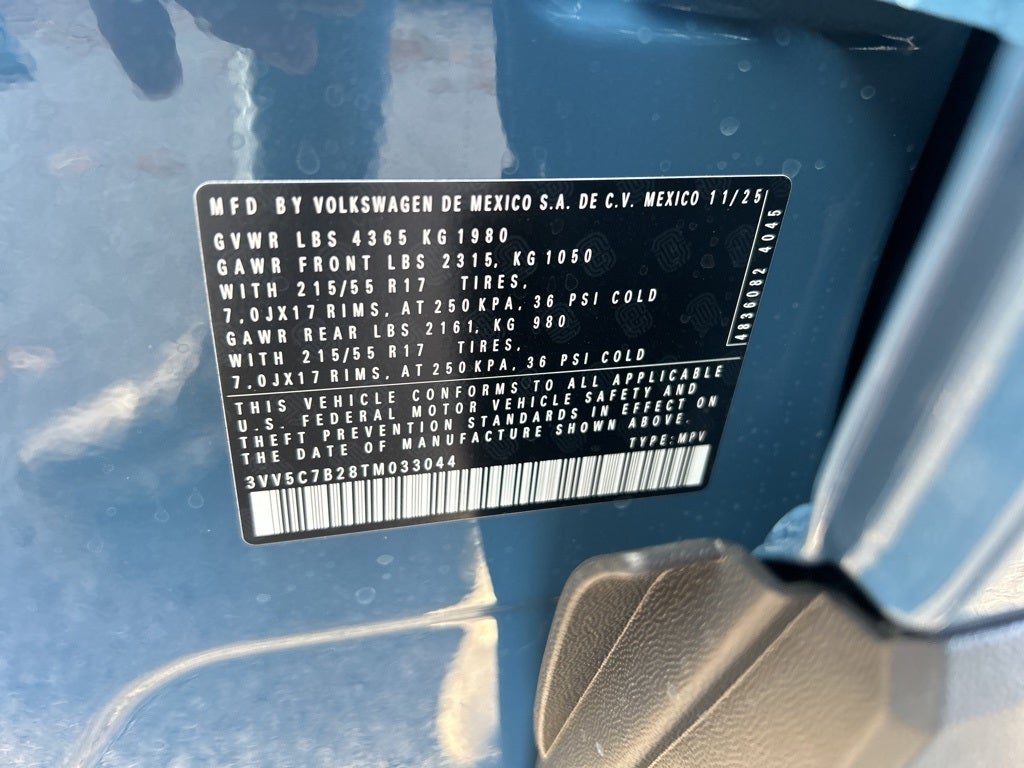 MFD BY VOLKSWAGEN DE MEXICO S.A. DE C.V. MEXICO 11/25
GVWR LBS 4365 KG 1980
GAWR FRONT LBS 2315, KG 1050
WITH 215/55 R17 TIRES,
7,0JX17 RIMS, AT 250 KPA, 36 PSI COLD
GAWR REAR LBS 2161, KG 980
WITH 215/55 R17 TIRES,
7,0JX17 RIMS, AT 250 KPA, 36 PSI COLD
4836082 4045
THIS VEHICLE CONFORMS TO ALL APPLICABLE
U.S. FEDERAL MOTOR VEHICLE SAFETY AND
THEFT PREVENTION STANDARDS IN EFFECT ON
THE DATE OF MANUFACTURE SHOWN ABOVE.
TYPE: MPV
3VV5C7B28TM033044